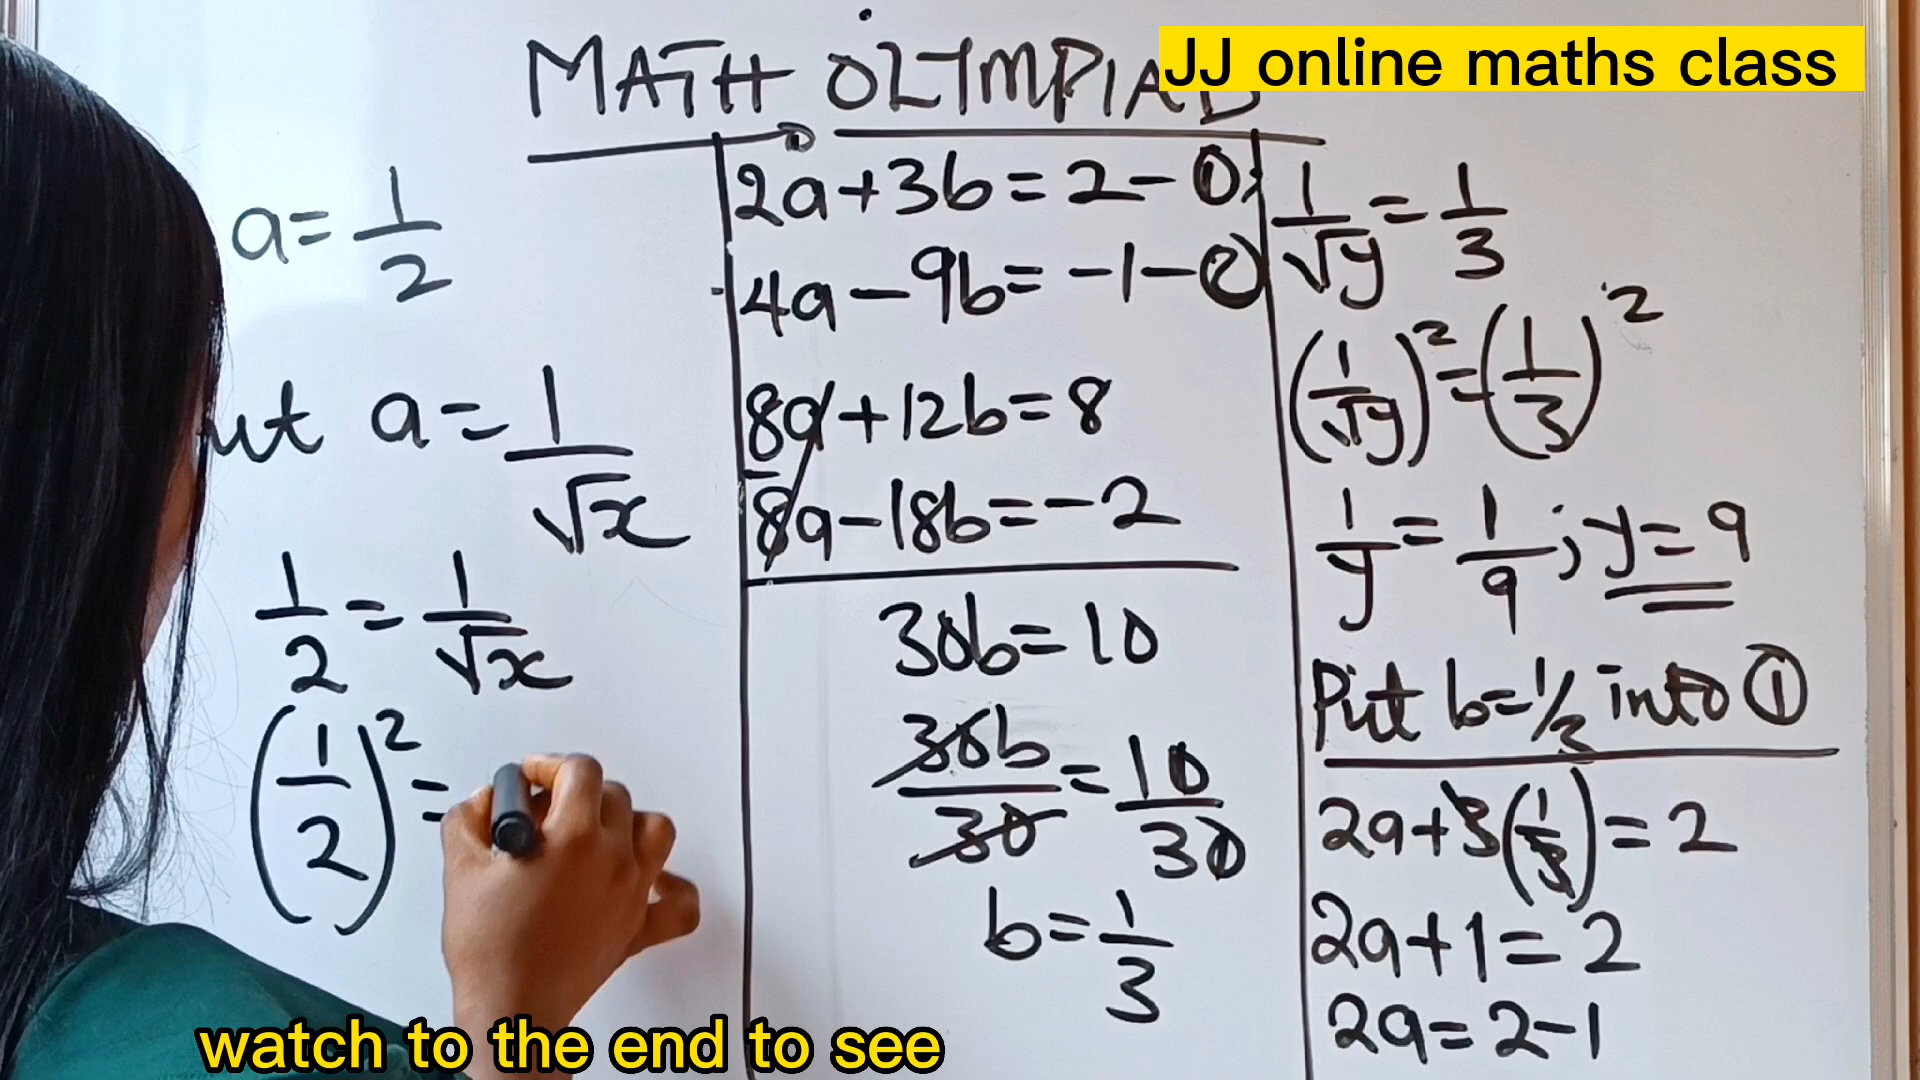 MATH OLYMPIAD
JJ online maths class
a = 1/2
ut a = 1/√x
1/2 = 1/√x
(1/2)² =
2a + 3b = 2 - ①
4a - 9b = -1 - ②
8a + 12b = 8
8a - 18b = -2
30b = 10
30b/30 = 10/30
b = 1/3
1/√y = 1/3
(1/√y)² = (1/3)²
1/y = 1/9 ; y = 9
Put b = 1/3 into ①
2a + 3(1/3) = 2
2a + 1 = 2
2a = 2 - 1
watch to the end to see